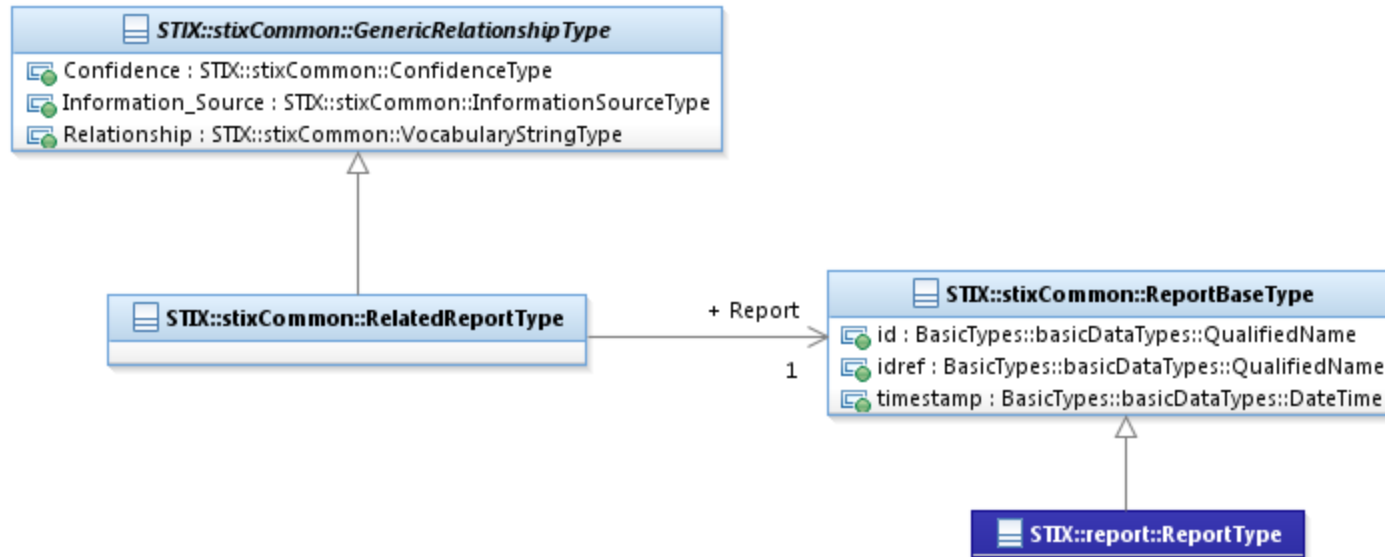 STIX::stixCommon::GenericRelationshipType
Confidence : STIX::stixCommon::ConfidenceType
Information_Source : STIX::stixCommon::InformationSourceType
Relationship : STIX::stixCommon::VocabularyStringType
STIX::stixCommon::RelatedReportType
+ Report
1
STIX::stixCommon::ReportBaseType
id : BasicTypes::basicDataTypes::QualifiedName
idref : BasicTypes::basicDataTypes::QualifiedName
timestamp : BasicTypes::basicDataTypes::DateTime
STIX::report::ReportType